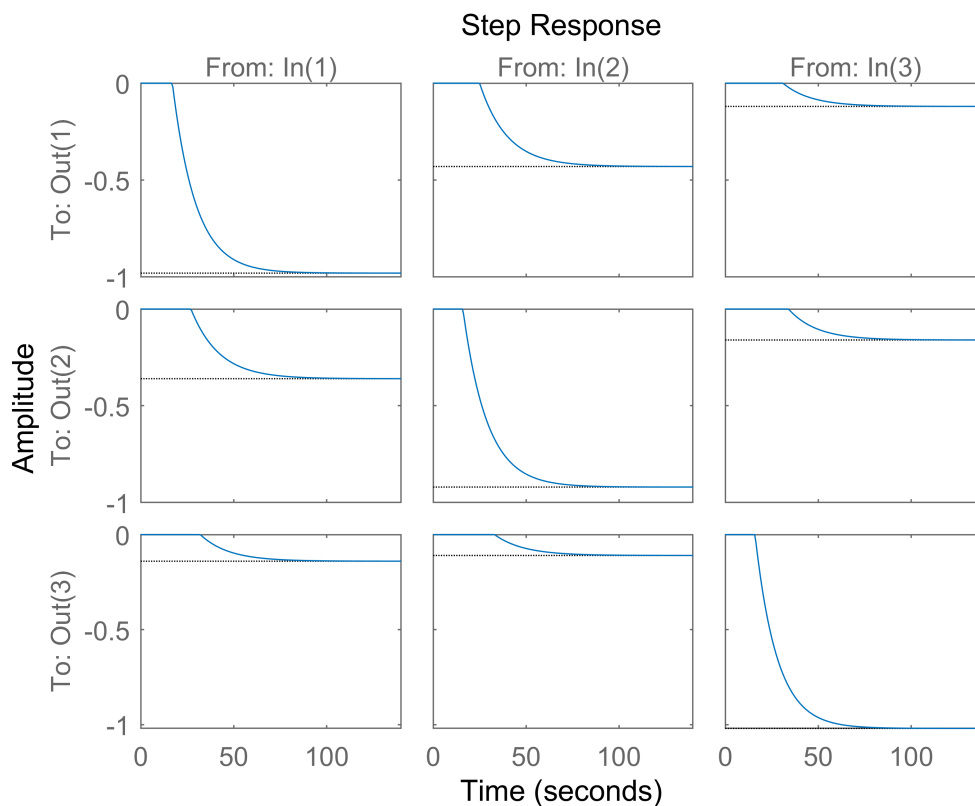 Step Response
From: In(1) From: In(2) From: In(3)
To: Out(1)
0
-0.5
-1
Amplitude
To: Out(2)
0
-0.5
-1
To: Out(3)
0
-0.5
-1
0 50 100 0 50 100 0 50 100
Time (seconds)